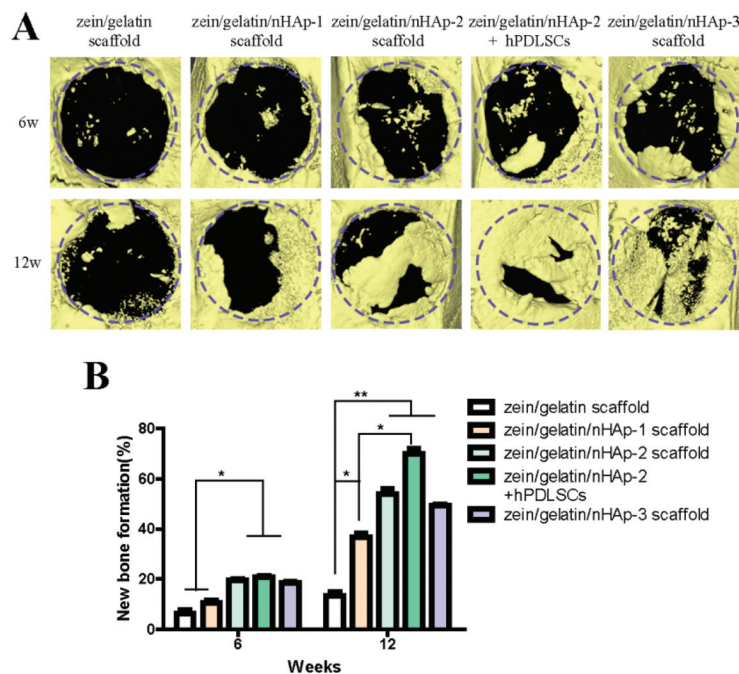 A
zein/gelatin
scaffold
zein/gelatin/nHAp-1
scaffold
zein/gelatin/nHAp-2
scaffold
zein/gelatin/nHAp-2
+ hPDLSCs
zein/gelatin/nHAp-3
scaffold
6w
12w
B
New bone formation(%)
80
60
40
20
0
*
**
*
*
6
12
Weeks
zein/gelatin scaffold
zein/gelatin/nHAp-1 scaffold
zein/gelatin/nHAp-2 scaffold
zein/gelatin/nHAp-2
+hPDLSCs
zein/gelatin/nHAp-3 scaffold